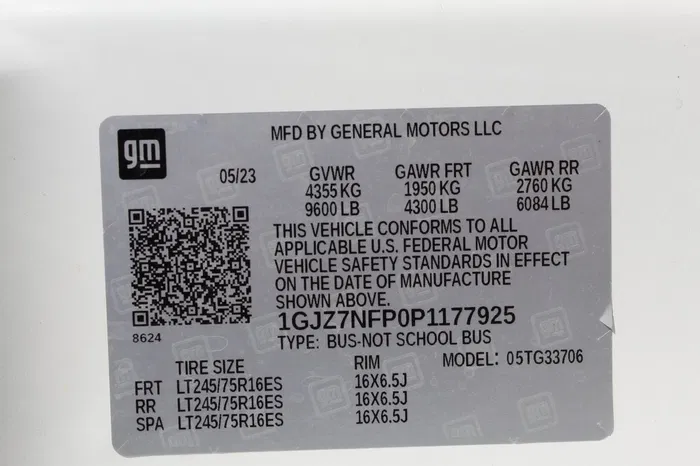 MFD BY GENERAL MOTORS LLC
gm
05/23 GVWR GAWR FRT GAWR RR
4355 KG 1950 KG 2760 KG
9600 LB 4300 LB 6084 LB
THIS VEHICLE CONFORMS TO ALL
APPLICABLE U.S. FEDERAL MOTOR
VEHICLE SAFETY STANDARDS IN EFFECT
ON THE DATE OF MANUFACTURE
SHOWN ABOVE.
1GJZ7NFP0P1177925
8624
TYPE: BUS-NOT SCHOOL BUS
MODEL: 05TG33706
TIRE SIZE RIM
FRT LT245/75R16ES 16X6.5J
RR LT245/75R16ES 16X6.5J
SPA LT245/75R16ES 16X6.5J